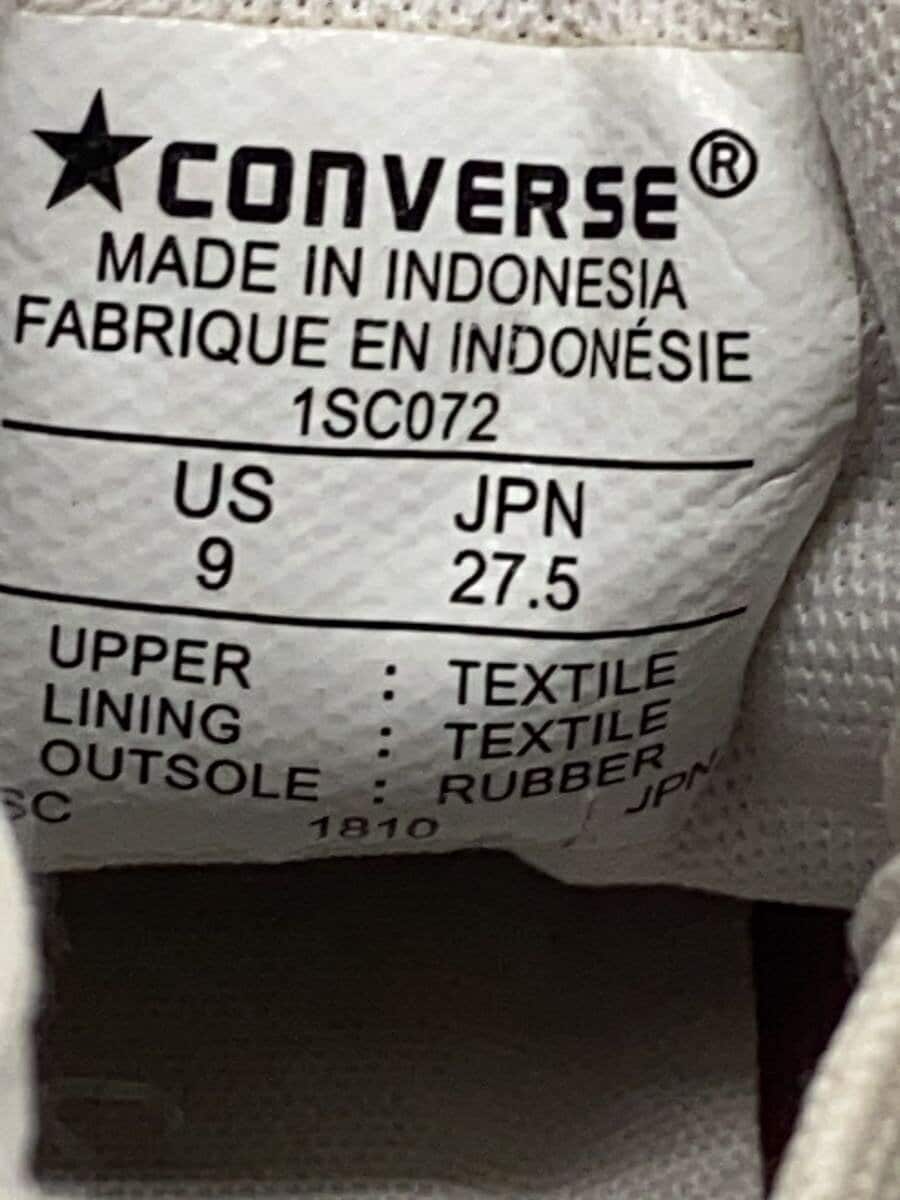 ★CONVERSE®
MADE IN INDONESIA
FABRIQUE EN INDONÉSIE
1SC072
US JPN
9 27.5
UPPER : TEXTILE
LINING : TEXTILE
OUTSOLE : RUBBER
SC 1810 JPN